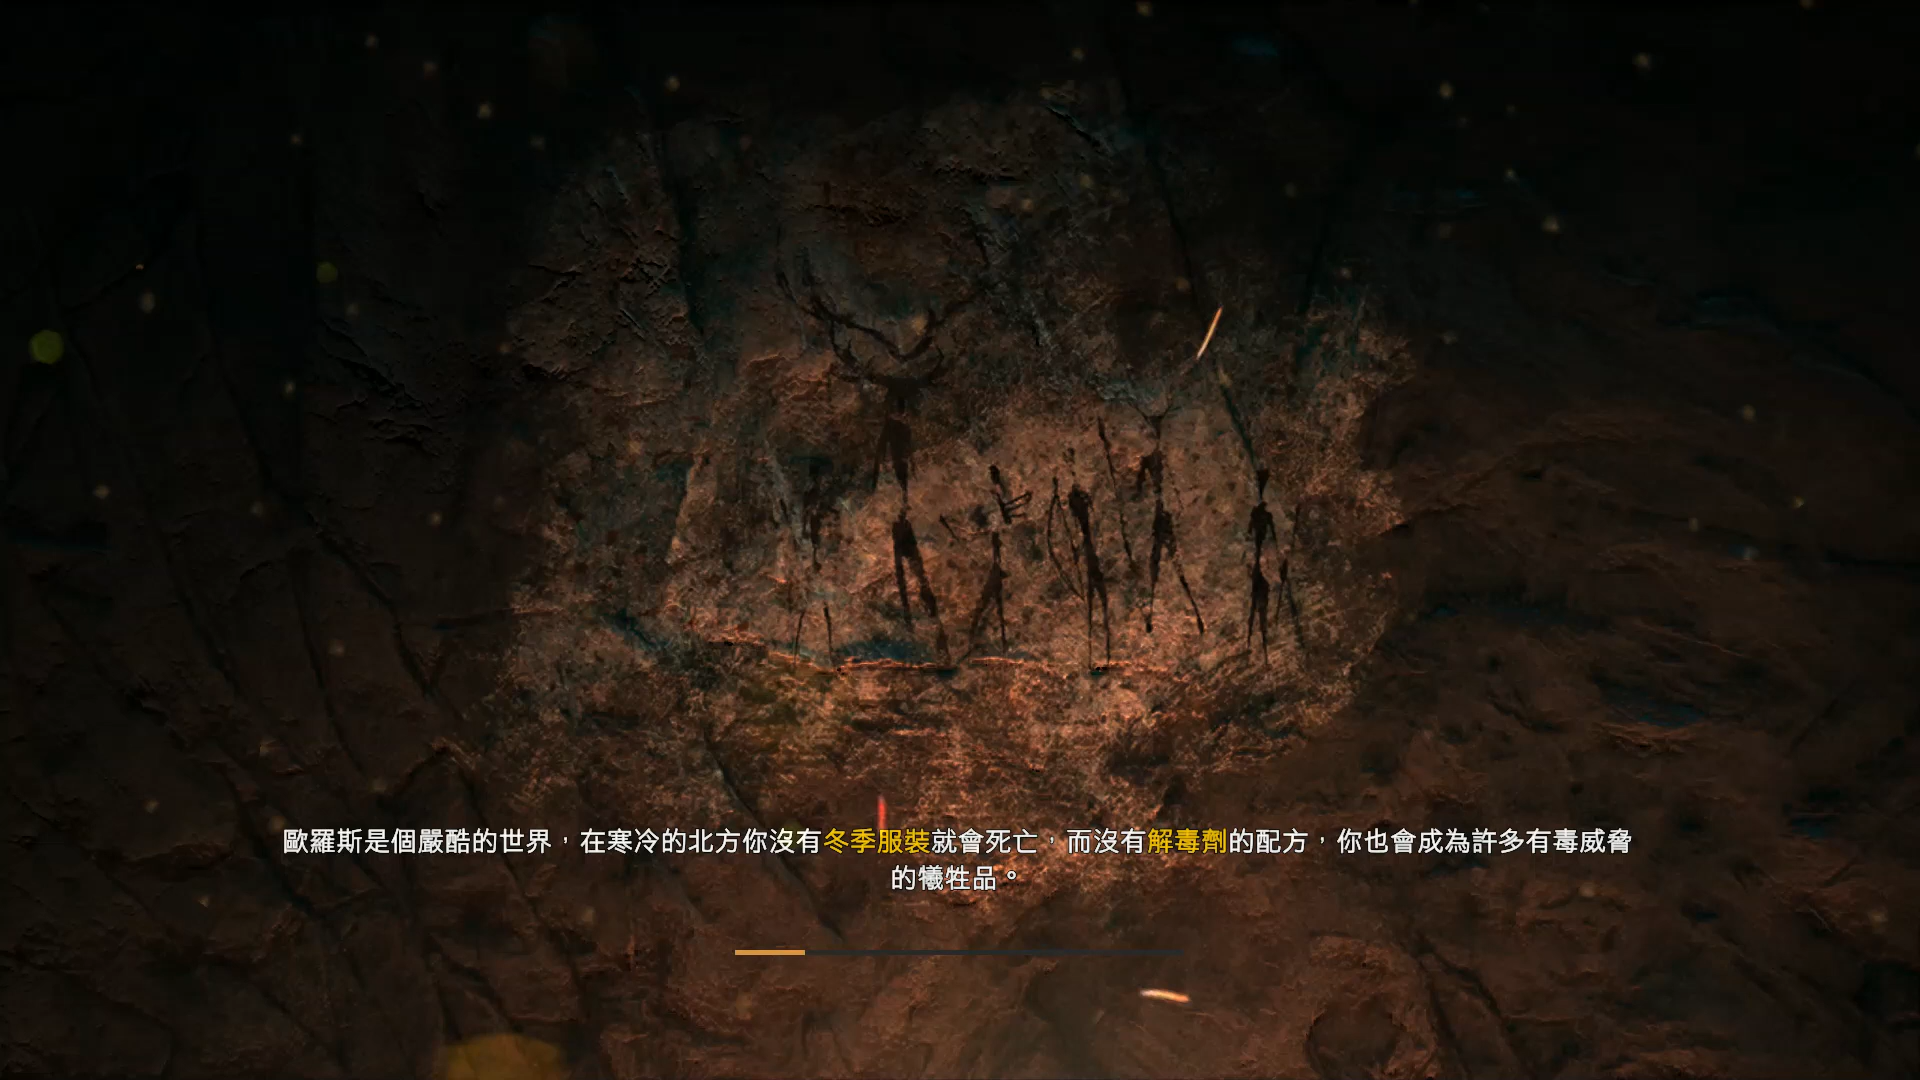 歐羅斯是個嚴酷的世界，在寒冷的北方你沒有冬季服裝就會死亡，而沒有解毒劑的配方，你也會成為許多有毒威脅
的犧牲品。